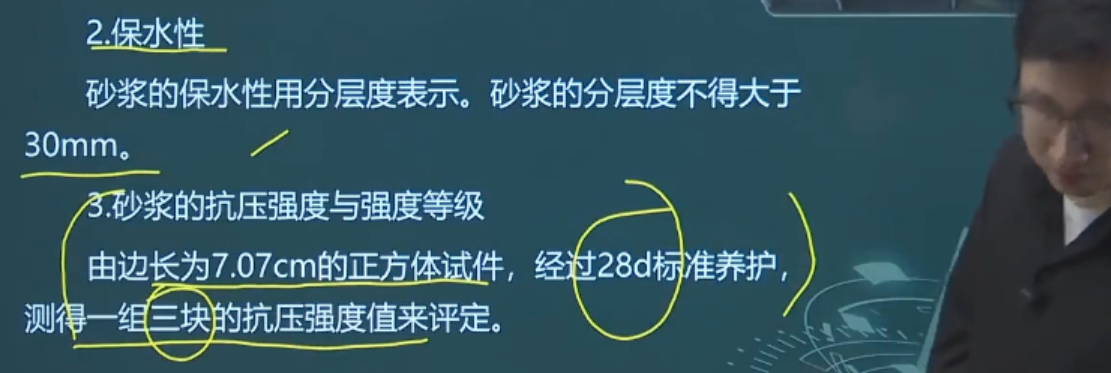 2.保水性
砂浆的保水性用分层度表示。砂浆的分层度不得大于
30mm。
3.砂浆的抗压强度与强度等级
由边长为7.07cm的正方体试件，经过28d标准养护，
测得一组三块的抗压强度值来评定。